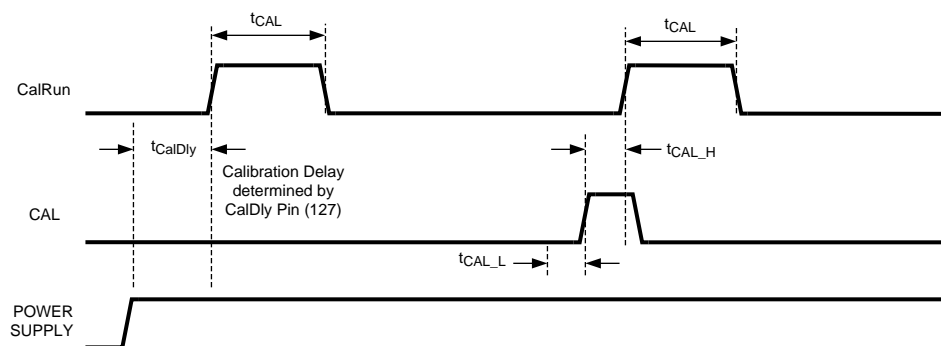 tCAL
tCAL
CalRun
tCalDly
tCAL_H
Calibration Delay
determined by
CalDly Pin (127)
CAL
tCAL_L
POWER
SUPPLY